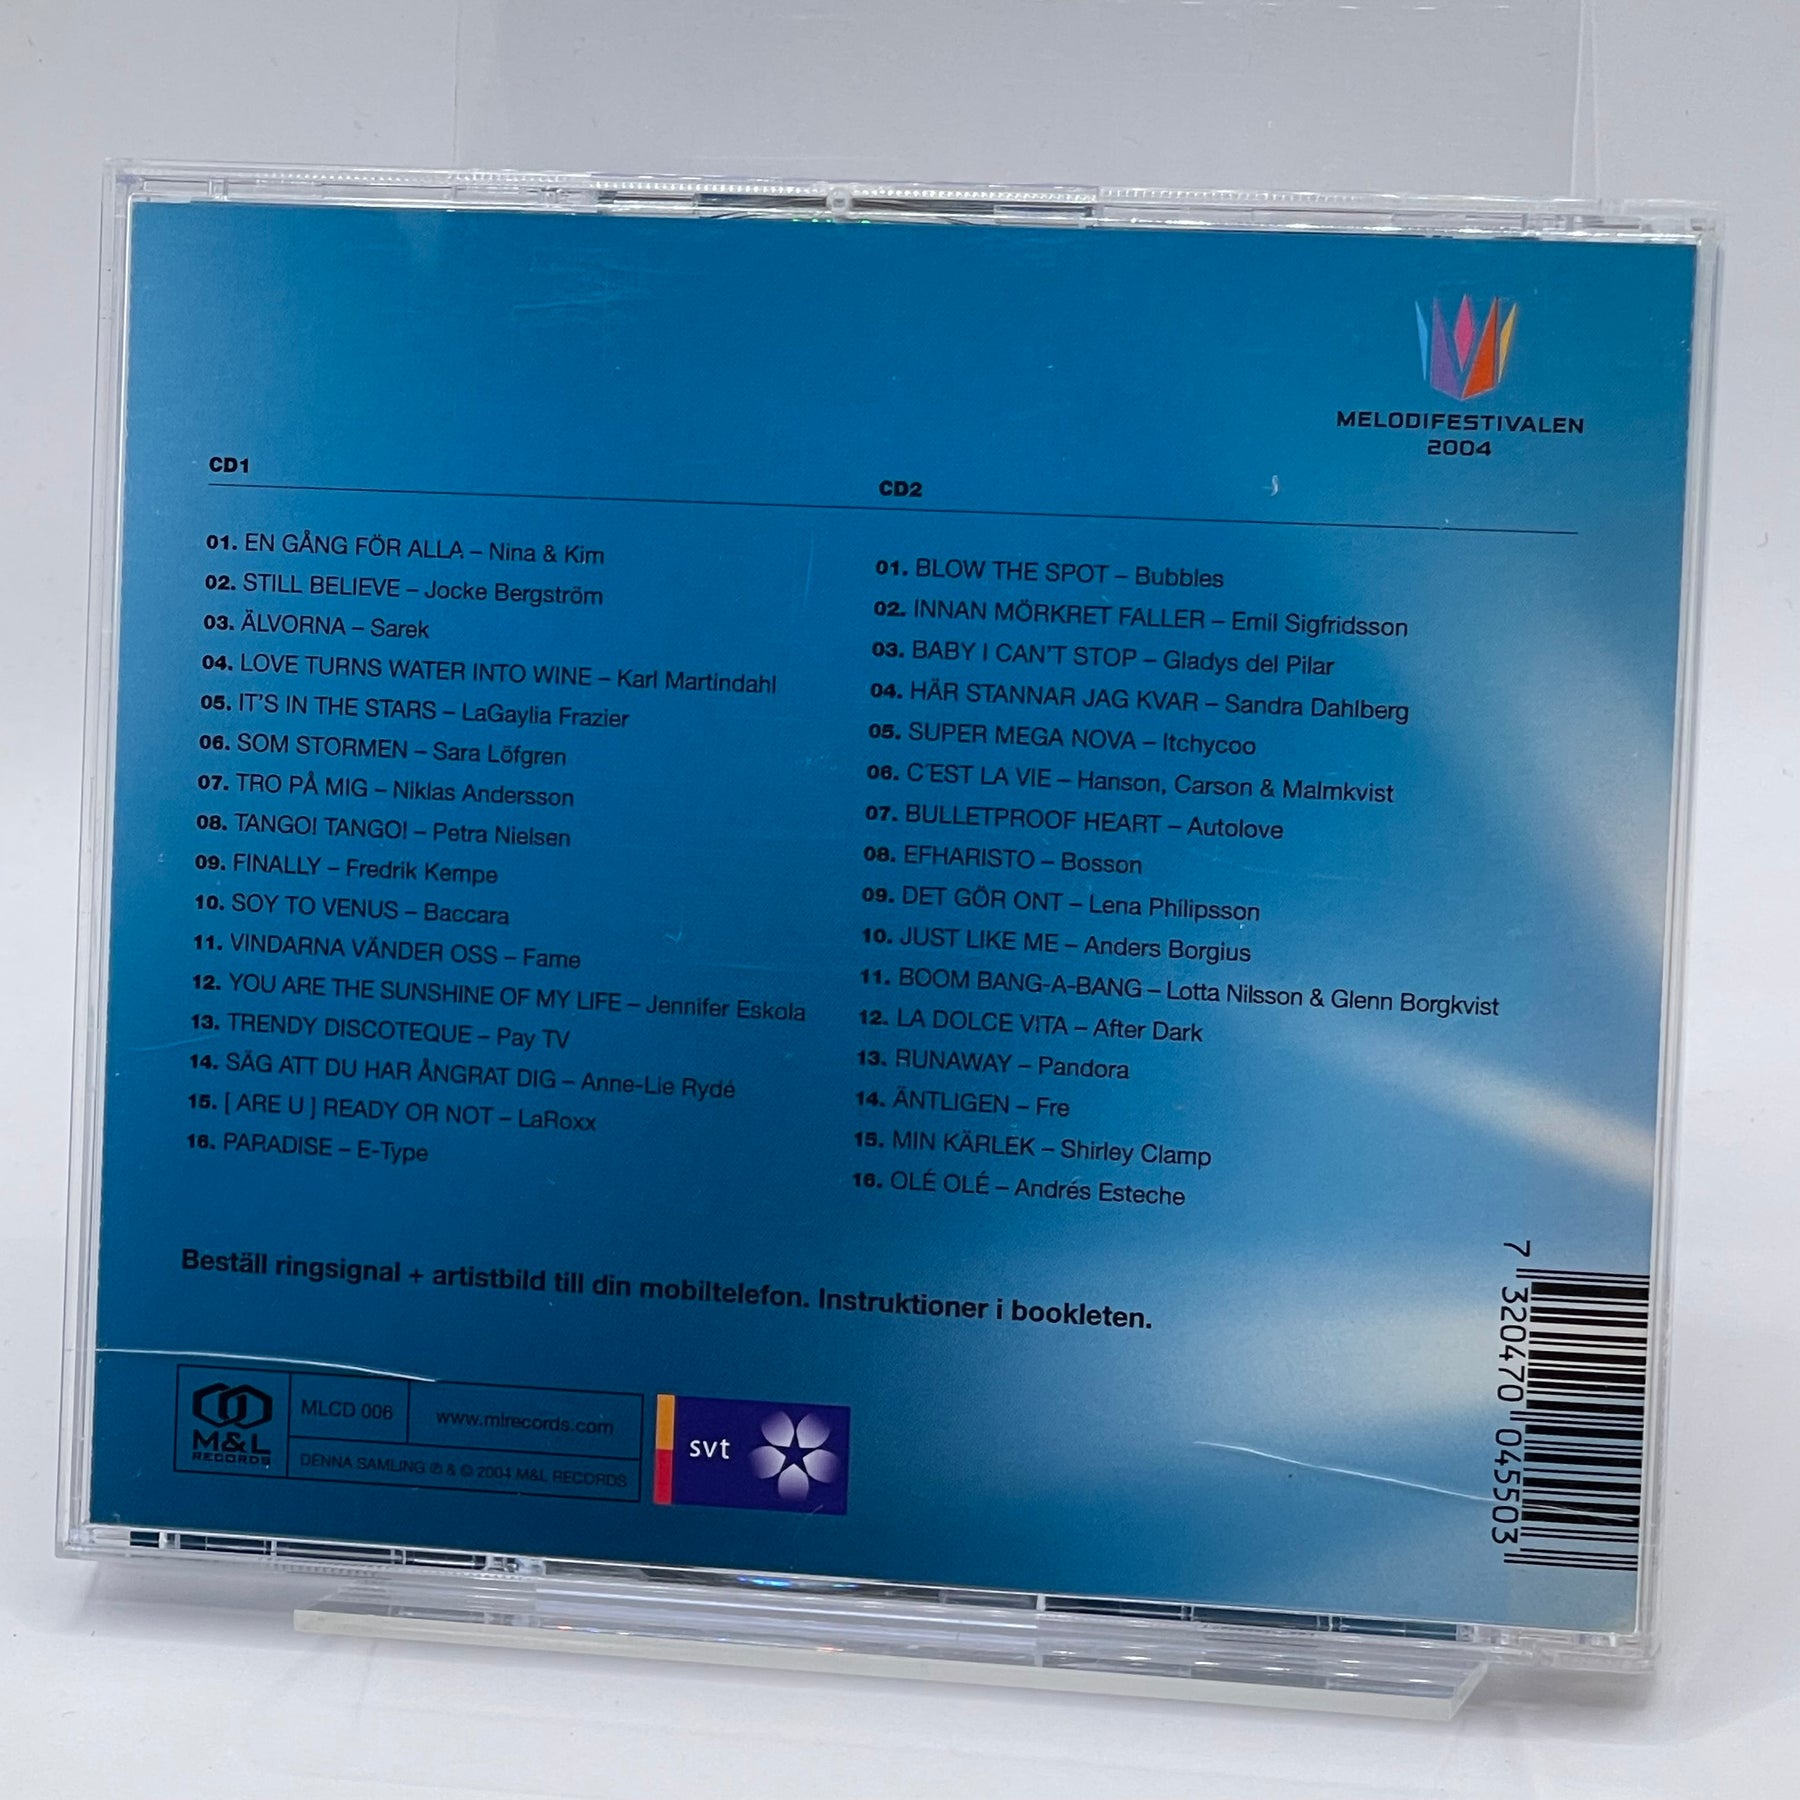 MELODIFESTIVALEN
2004
CD1
01. EN GÅNG FÖR ALLA – Nina & Kim
02. STILL BELIEVE – Jocke Bergström
03. ÄLVORNA – Sarek
04. LOVE TURNS WATER INTO WINE – Karl Martindahl
05. IT'S IN THE STARS – LaGaylia Frazier
06. SOM STORMEN – Sara Löfgren
07. TRO PÅ MIG – Niklas Andersson
08. TANGO! TANGO! – Petra Nielsen
09. FINALLY – Fredrik Kempe
10. SOY TU VENUS – Baccara
11. VINDARNA VÄNDER OSS – Fame
12. YOU ARE THE SUNSHINE OF MY LIFE – Jennifer Eskola
13. TRENDY DISCOTEQUE – Pay TV
14. SÄG ATT DU HAR ÅNGRAT DIG – Anne-Lie Rydé
15. [ ARE U ] READY OR NOT – LaRoxx
16. PARADISE – E-Type
CD2
01. BLOW THE SPOT – Bubbles
02. INNAN MÖRKRET FALLER – Emil Sigfridsson
03. BABY I CAN'T STOP – Gladys del Pilar
04. HÄR STANNAR JAG KVAR – Sandra Dahlberg
05. SUPER MEGA NOVA – Itchycoo
06. C'EST LA VIE – Hanson, Carson & Malmkvist
07. BULLETPROOF HEART – Autolove
08. EFHARISTO – Bosson
09. DET GÖR ONT – Lena Philipsson
10. JUST LIKE ME – Anders Borgius
11. BOOM BANG-A-BANG – Lotta Nilsson & Glenn Borgkvist
12. LA DOLCE VITA – After Dark
13. RUNAWAY – Pandora
14. ÄNTLIGEN – Fre
15. MIN KÄRLEK – Shirley Clamp
16. OLÉ OLÉ – Andrés Esteche
Beställ ringsignal + artistbild till din mobiltelefon. Instruktioner i bookleten.
M&L
RECORDS
MLCD 006
www.mlrecords.com
DENNA SAMLING ℗ & © 2004 M&L RECORDS
svt
7 320470 045503